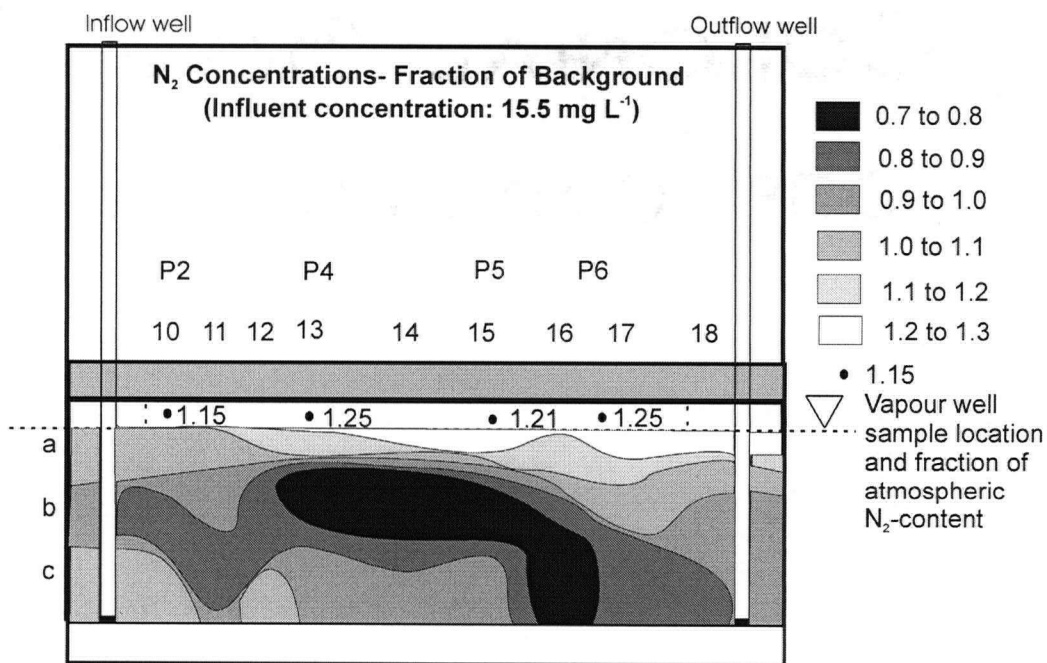 Inflow well
Outflow well
N₂ Concentrations- Fraction of Background
(Influent concentration: 15.5 mg L⁻¹)
0.7 to 0.8
0.8 to 0.9
0.9 to 1.0
1.0 to 1.1
1.1 to 1.2
1.2 to 1.3
P2 P4 P5 P6
10 11 12 13 14 15 16 17 18
1.15 1.25 1.21 1.25
a
b
c
1.15
Vapour well
sample location
and fraction of
atmospheric
N₂-content